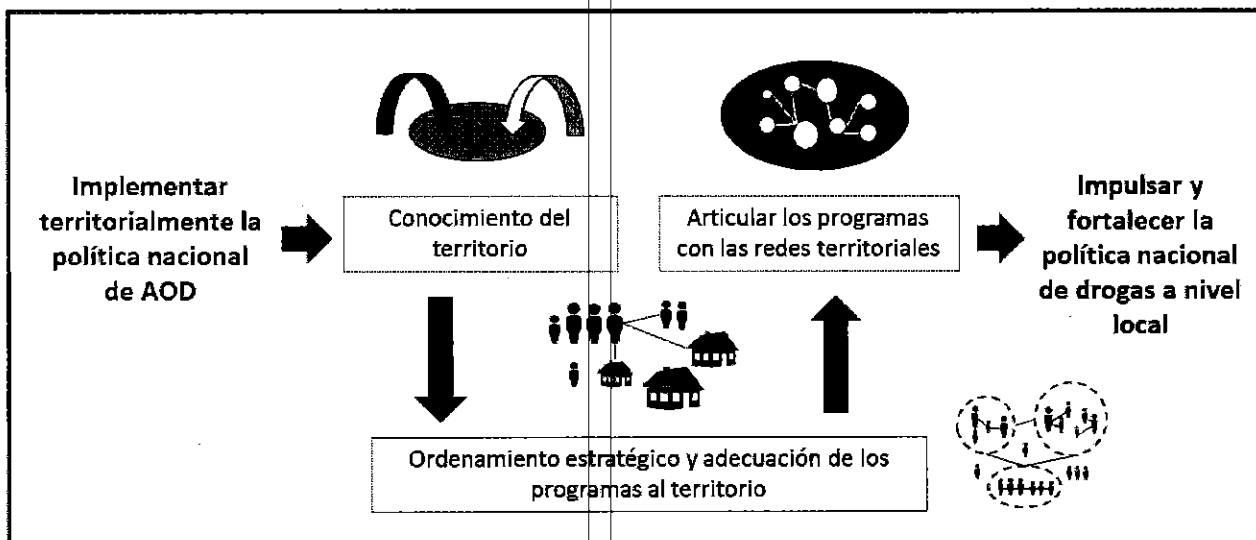 Implementar
territorialmente la
política nacional
de AOD
Conocimiento del
territorio
Ordenamiento estratégico y adecuación de los
programas al territorio
Articular los programas
con las redes territoriales
Impulsar y
fortalecer la
política nacional
de drogas a nivel
local